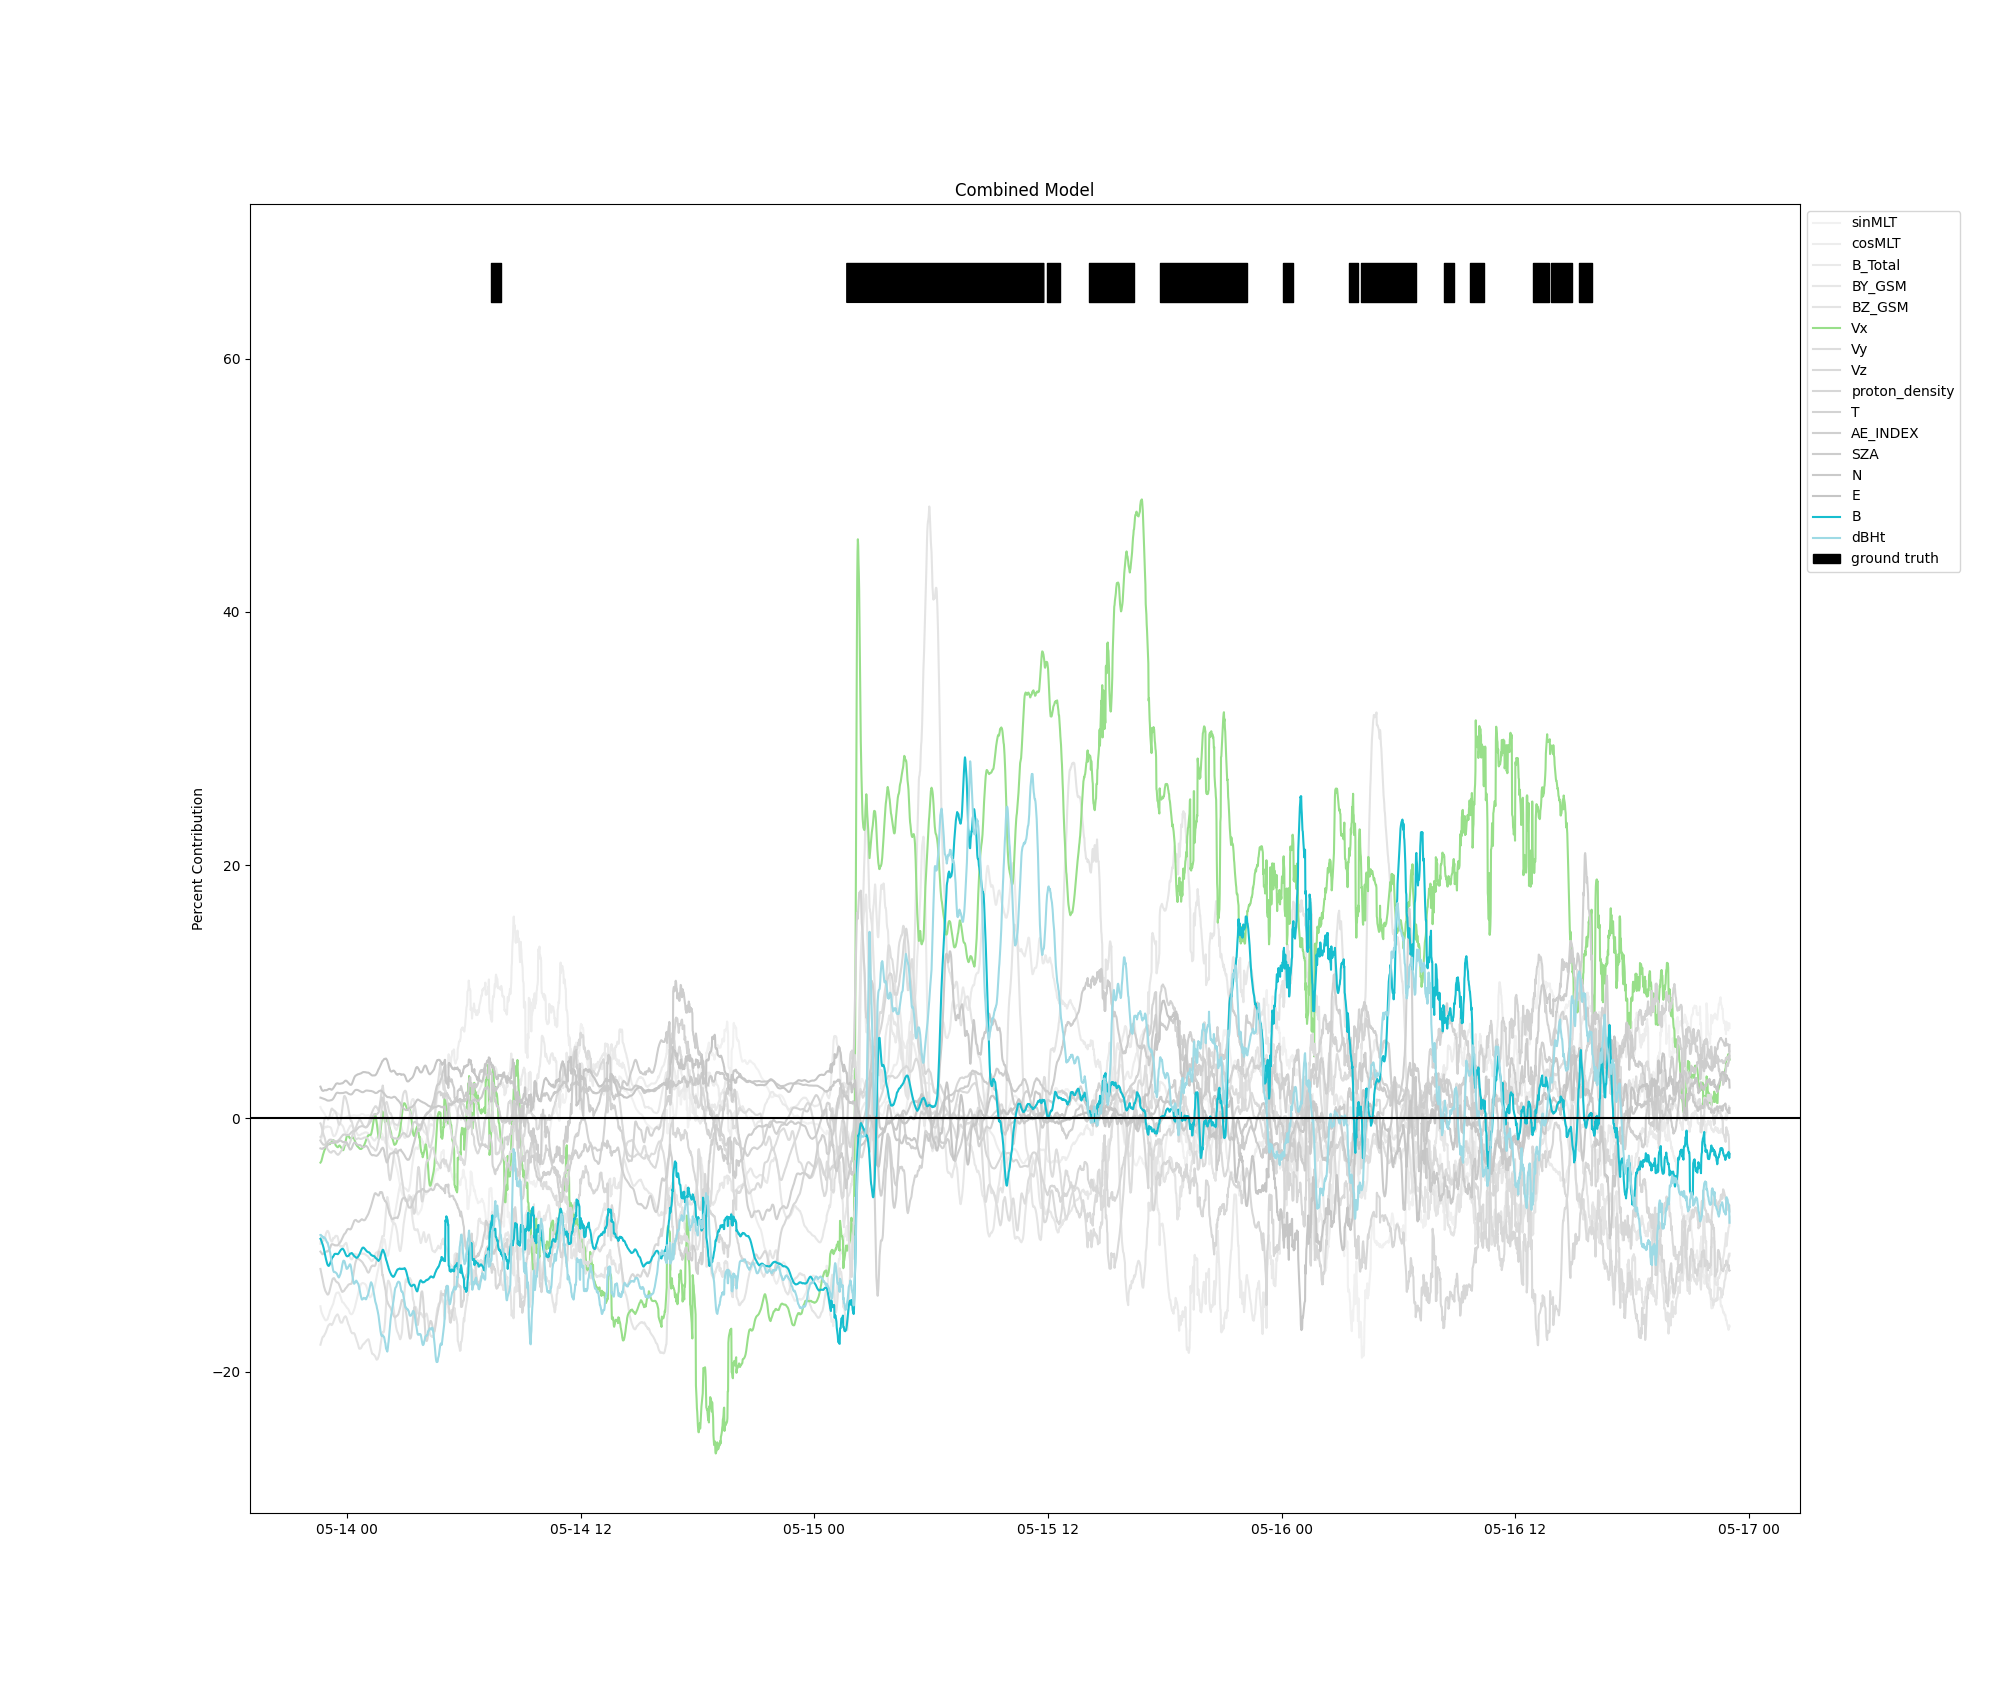 Combined Model
Percent Contribution
60
40
20
0
−20
05-14 00
05-14 12
05-15 00
05-15 12
05-16 00
05-16 12
05-17 00
sinMLT
cosMLT
B_Total
BY_GSM
BZ_GSM
Vx
Vy
Vz
proton_density
T
AE_INDEX
SZA
N
E
B
dBHt
ground truth